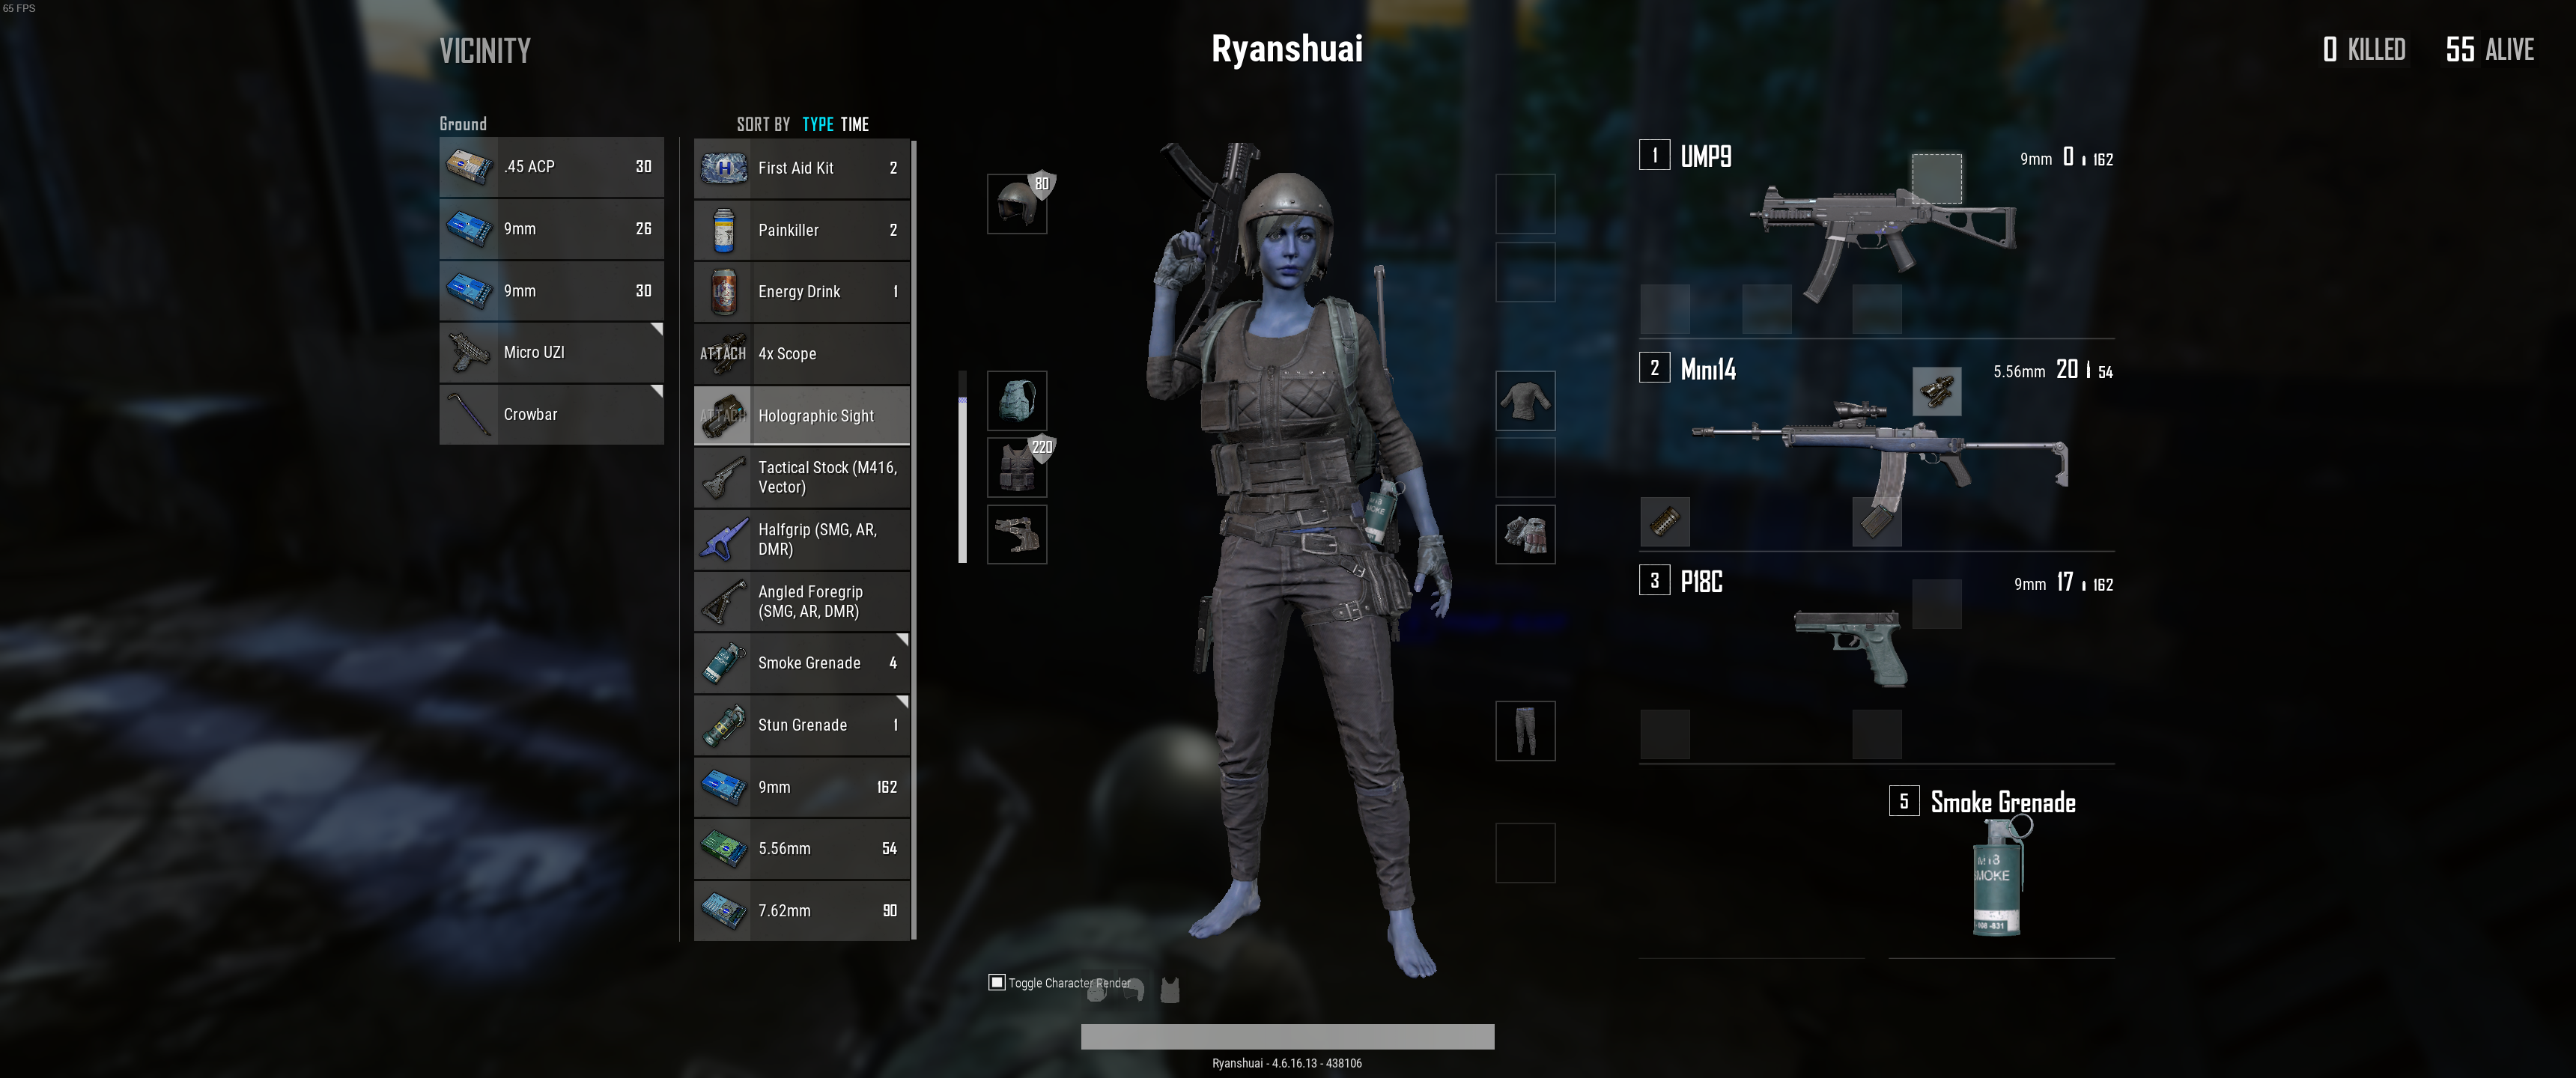 65 FPS
VICINITY
Ryanshuai
0 KILLED 55 ALIVE
Ground
SORT BY TYPE TIME
.45 ACP 30
9mm 26
9mm 30
Micro UZI
Crowbar
H
First Aid Kit 2
Painkiller 2
Energy Drink 1
ATTACH
4x Scope
ATTACH
Holographic Sight
Tactical Stock (M416,
Vector)
Halfgrip (SMG, AR,
DMR)
Angled Foregrip
(SMG, AR, DMR)
Smoke Grenade 4
Stun Grenade 1
9mm 162
5.56mm 54
7.62mm 90
80
220
1 UMP9
9mm 0 162
2 Mini14
5.56mm 20 54
3 P18C
9mm 17 162
5 Smoke Grenade
M18
SMOKE
Toggle Character Render
Ryanshuai - 4.6.16.13 - 438106